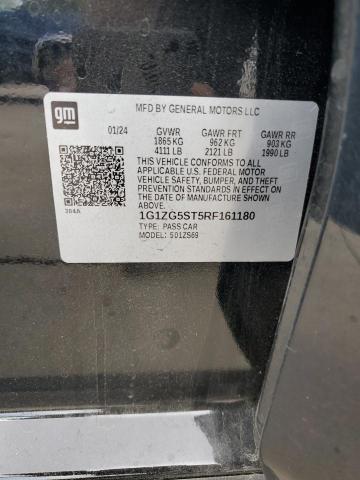 gm
MFD BY GENERAL MOTORS LLC
01/24 GVWR GAWR FRT GAWR RR
1865 KG 962 KG 903 KG
4111 LB 2121 LB 1990 LB
THIS VEHICLE CONFORMS TO ALL
APPLICABLE U.S. FEDERAL MOTOR
VEHICLE SAFETY, BUMPER, AND THEFT
PREVENTION STANDARDS IN EFFECT ON
THE DATE OF MANUFACTURE SHOWN
ABOVE.
1G1ZG5ST5RF161180
TYPE: PASS CAR
MODEL: 501ZS69